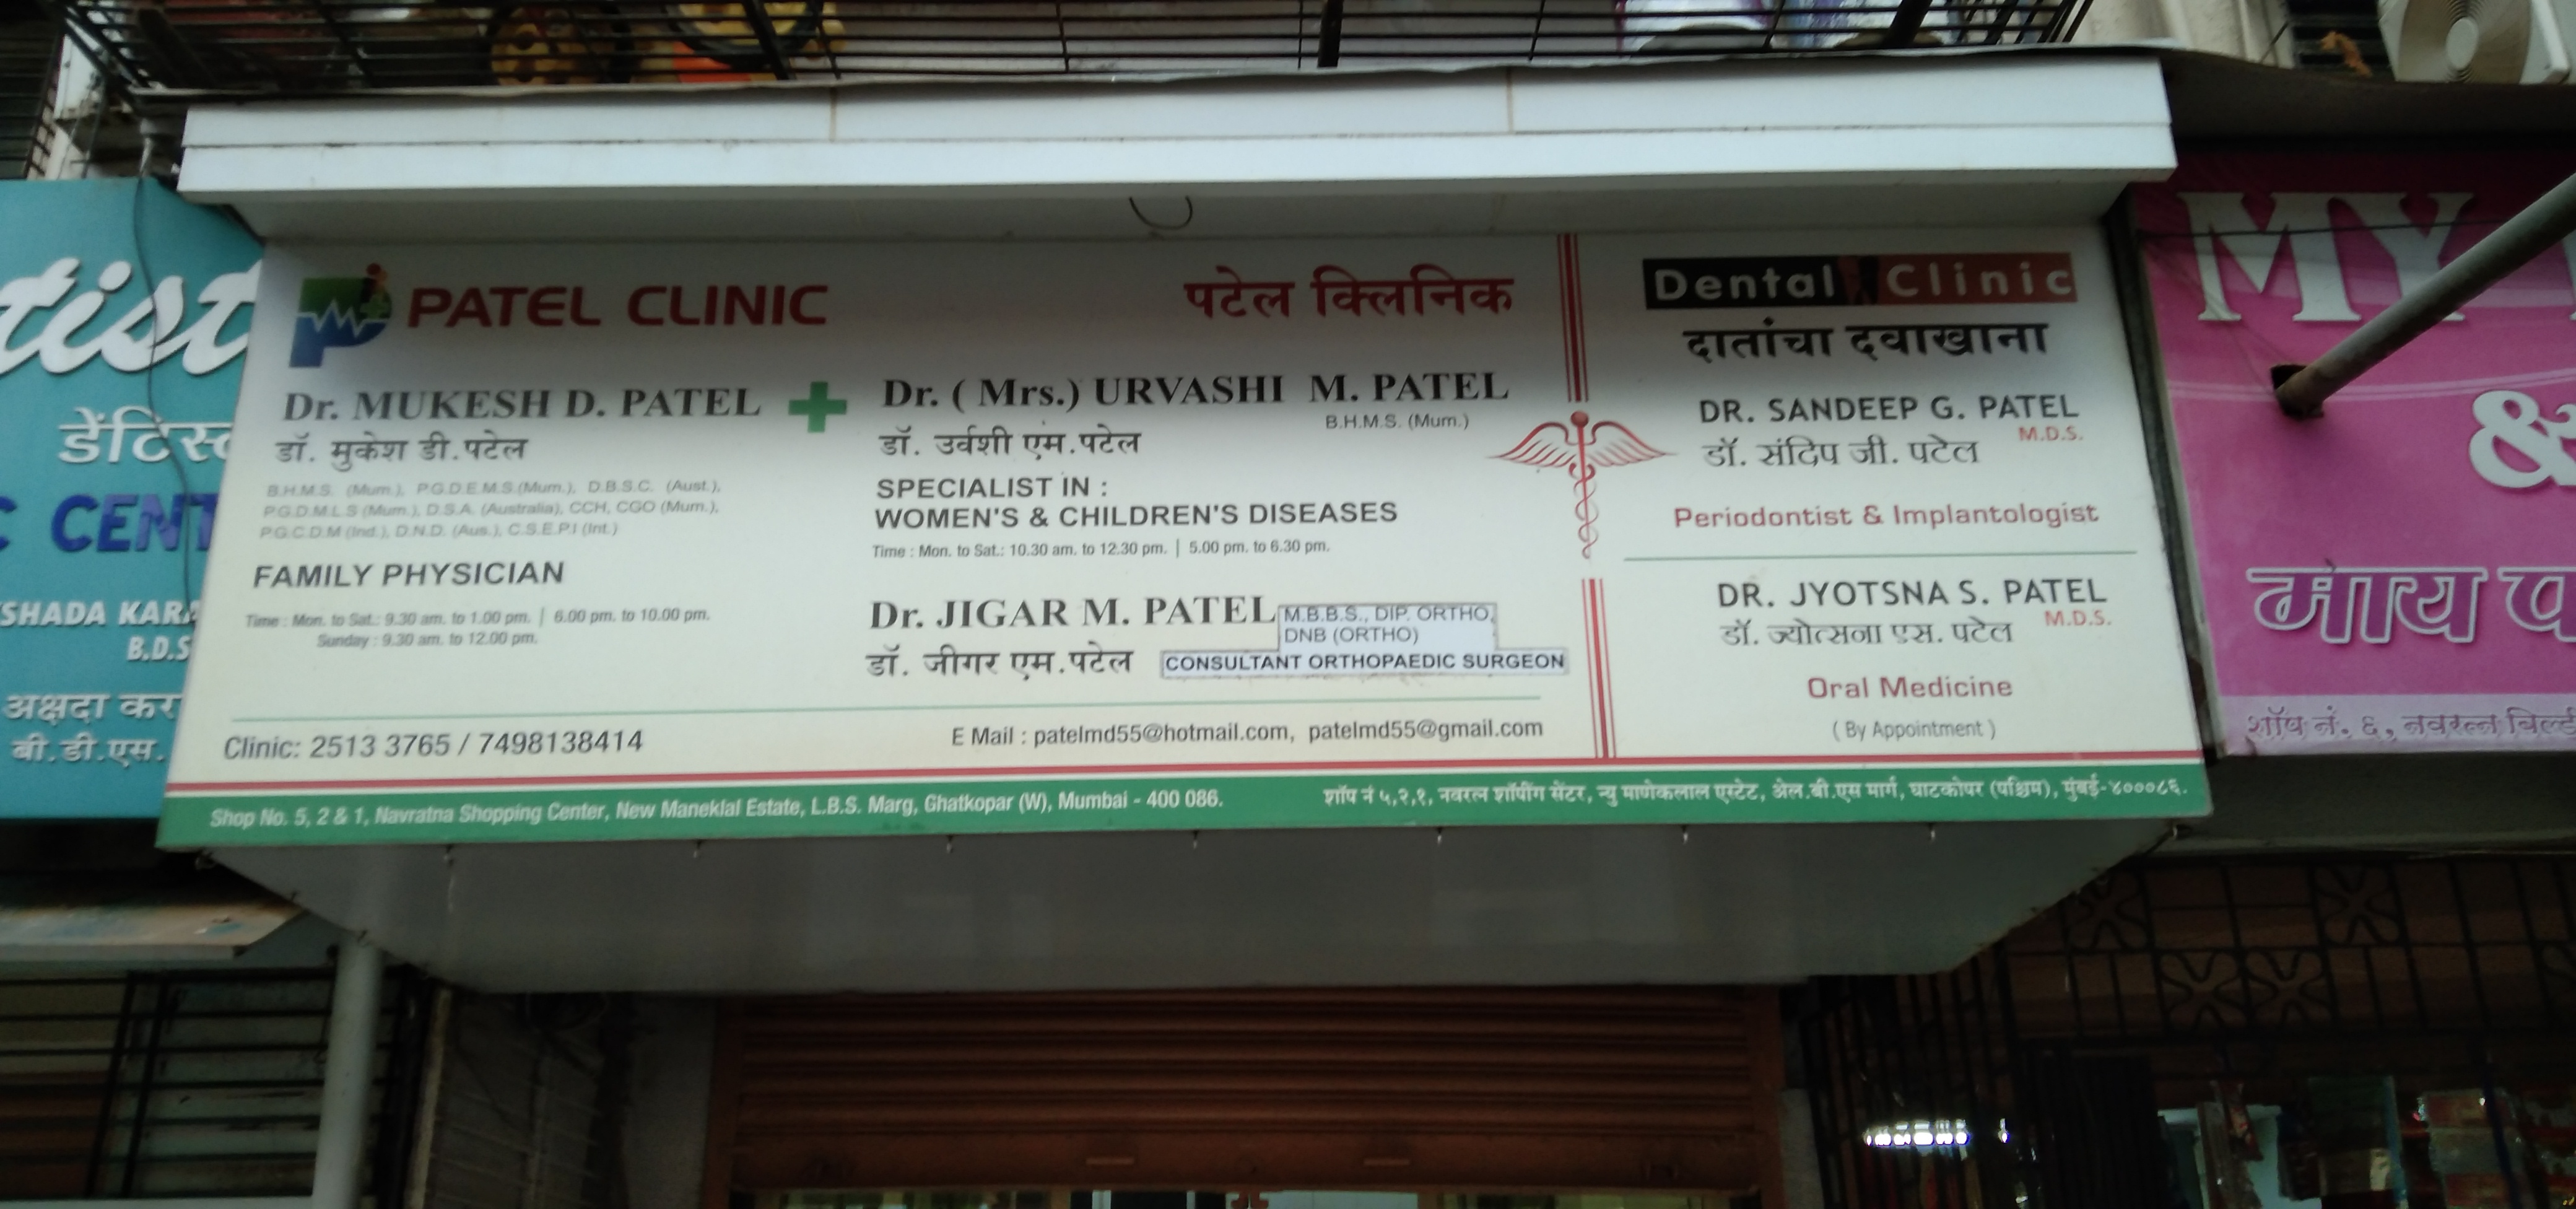 PATEL CLINIC
पटेल क्लिनिक
Dr. MUKESH D. PATEL
डॉ. मुकेश डी.पटेल
B.H.M.S. (Mum.), P.G.D.E.M.S.(Mum.), D.B.S.C. (Aust.),
P.G.D.M.L.S (Mum.), D.S.A. (Australia), CCH, CGO (Mum.),
P.G.C.D.M (Ind.), D.N.D. (Aus.), C.S.E.P.I (Int.)
FAMILY PHYSICIAN
Time : Mon. to Sat.: 9.30 am. to 1.00 pm. | 6.00 pm. to 10.00 pm.
Sunday : 9.30 am. to 12.00 pm.
Dr. ( Mrs.) URVASHI M. PATEL
B.H.M.S. (Mum.)
डॉ. उर्वशी एम.पटेल
SPECIALIST IN :
WOMEN'S & CHILDREN'S DISEASES
Time : Mon. to Sat.: 10.30 am. to 12.30 pm. | 5.00 pm. to 6.30 pm.
Dr. JIGAR M. PATEL
M.B.B.S., DIP. ORTHO,
DNB (ORTHO)
डॉ. जीगर एम.पटेल
CONSULTANT ORTHOPAEDIC SURGEON
Clinic: 2513 3765 / 7498138414
E Mail : patelmd55@hotmail.com, patelmd55@gmail.com
Dental Clinic
दातांचा दवाखाना
DR. SANDEEP G. PATEL
M.D.S.
डॉ. संदिप जी. पटेल
Periodontist & Implantologist
DR. JYOTSNA S. PATEL
M.D.S.
डॉ. ज्योत्सना एस. पटेल
Oral Medicine
( By Appointment )
Shop No. 5, 2 & 1, Navratna Shopping Center, New Maneklal Estate, L.B.S. Marg, Ghatkopar (W), Mumbai - 400 086.
शॉप नं ५,२,१, नवरत्न शॉपींग सेंटर, न्यु माणेकलाल इस्टेट, अेल.बी.एस मार्ग, घाटकोपर (पश्चिम), मुंबई-४०००८६.
tist
डेंटिस्ट
C CENT
SHADA KARA
B.D.S
अक्षदा कर
बी.डी.एस.
MY
&
माय
शॉप नं. ६, नवरत्न बिल्डिं